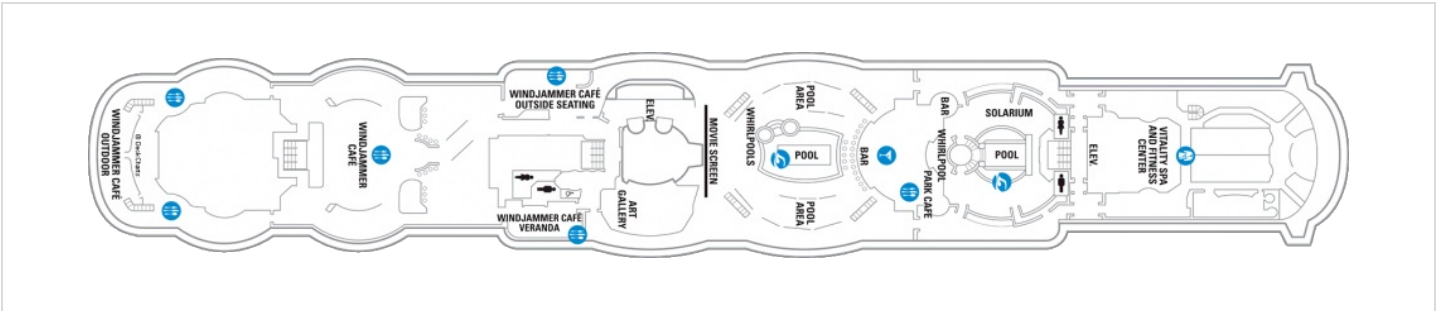 WINDJAMMER CAFÉ
OUTDOOR
WINDJAMMER
CAFÉ
WINDJAMMER CAFÉ
OUTSIDE SEATING
WINDJAMMER CAFÉ
VERANDA
ELEV.
ART
GALLERY
MOVIE SCREEN
WHIRLPOOLS
POOL
AREA
POOL
POOL
AREA
BAR
BAR
WHIRLPOOL
PARK CAFE
SOLARIUM
POOL
ELEV.
VITALITY SPA
AND FITNESS
CENTER